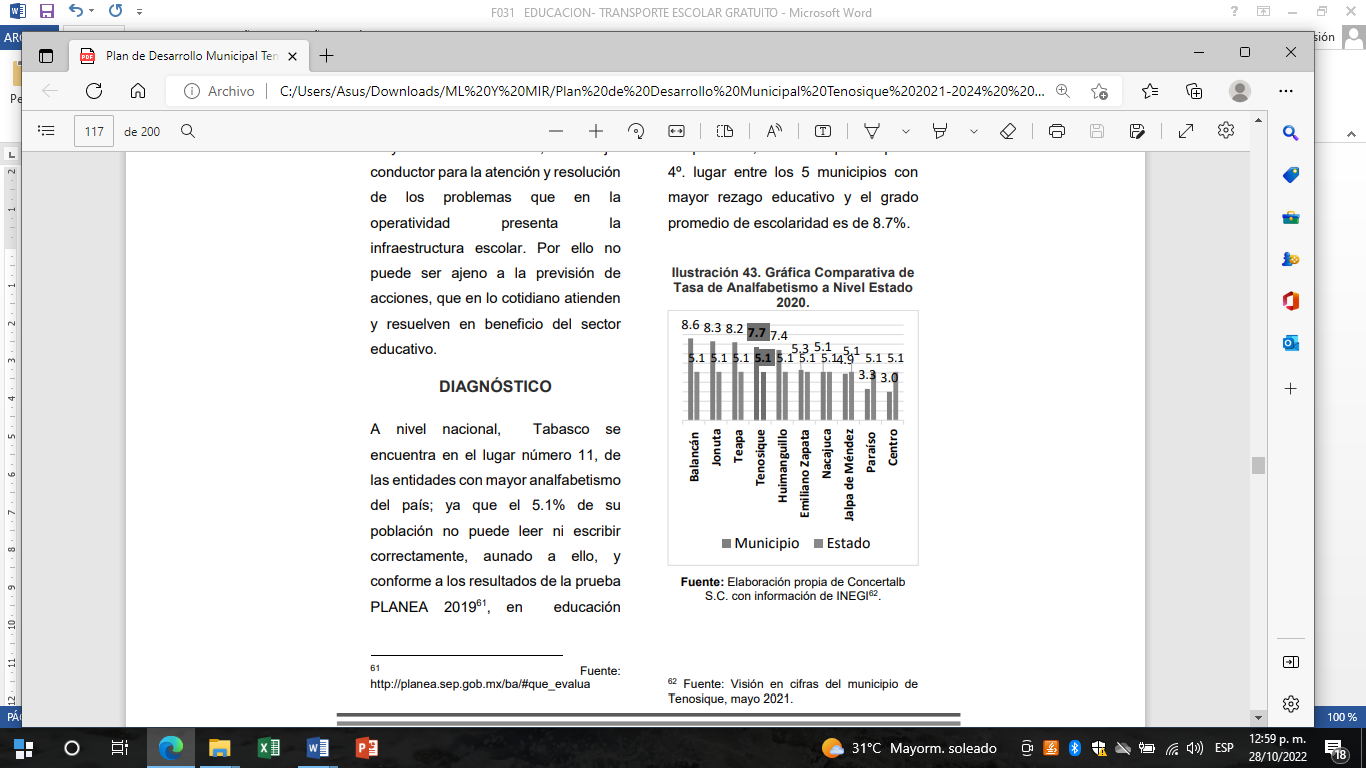 F031 EDUCACION- TRANSPORTE ESCOLAR GRATUITO - Microsoft Word
Plan de Desarrollo Municipal Ten
Archivo
C:/Users/Asus/Downloads/ML%20Y%20MIR/Plan%20de%20Desarrollo%20Municipal%20Tenosique%202021-2024%20%20...
117 de 200
conductor para la atención y resolución
de los problemas que en la
operatividad presenta la
infraestructura escolar. Por ello no
puede ser ajeno a la previsión de
acciones, que en lo cotidiano atienden
y resuelven en beneficio del sector
educativo.
DIAGNÓSTICO
A nivel nacional, Tabasco se
encuentra en el lugar número 11, de
las entidades con mayor analfabetismo
del país; ya que el 5.1% de su
población no puede leer ni escribir
correctamente, aunado a ello, y
conforme a los resultados de la prueba
PLANEA 2019⁶¹, en educación
61 Fuente:
http://planea.sep.gob.mx/ba/#que_evalua
4º. lugar entre los 5 municipios con
mayor rezago educativo y el grado
promedio de escolaridad es de 8.7%.
Ilustración 43. Gráfica Comparativa de
Tasa de Analfabetismo a Nivel Estado
2020.
8.6 8.3 8.2 7.7 7.4 5.3 5.1 4.9 3.3 3.0
5.1 5.1 5.1 5.1 5.1 5.1 5.1 5.1 5.1 5.1
Balancán
Jonuta
Teapa
Tenosique
Huimanguillo
Emiliano Zapata
Nacajuca
Jalpa de Méndez
Paraíso
Centro
Municipio Estado
Fuente: Elaboración propia de Concertalb
S.C. con información de INEGI⁶².
62 Fuente: Visión en cifras del municipio de
Tenosique, mayo 2021.
100 %
31°C Mayorm. soleado
ESP
12:59 p. m.
28/10/2022
18